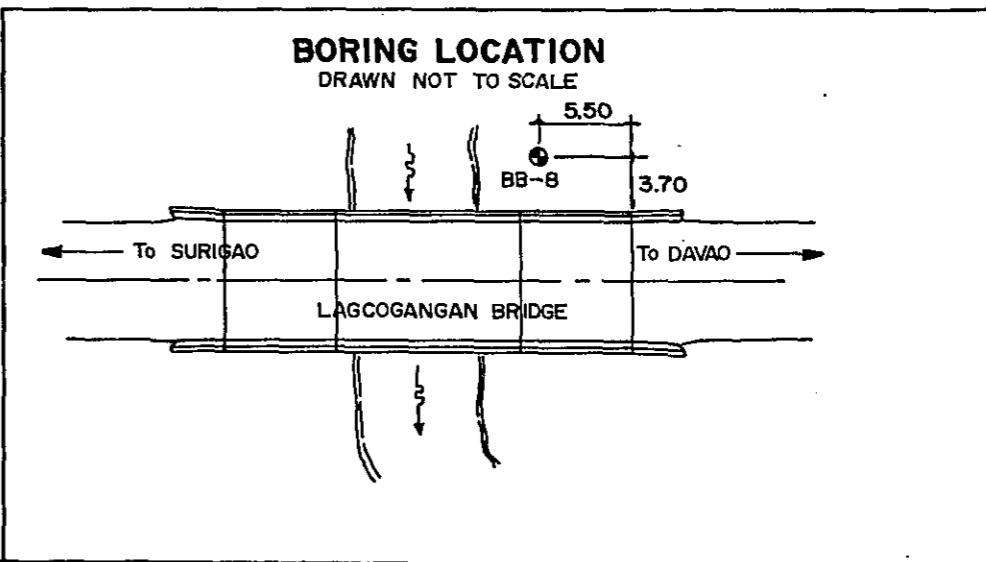 BORING LOCATION
DRAWN NOT TO SCALE
5.50
BB-8
3.70
To SURIGAO
To DAVAO
LAGCOGANGAN BRIDGE